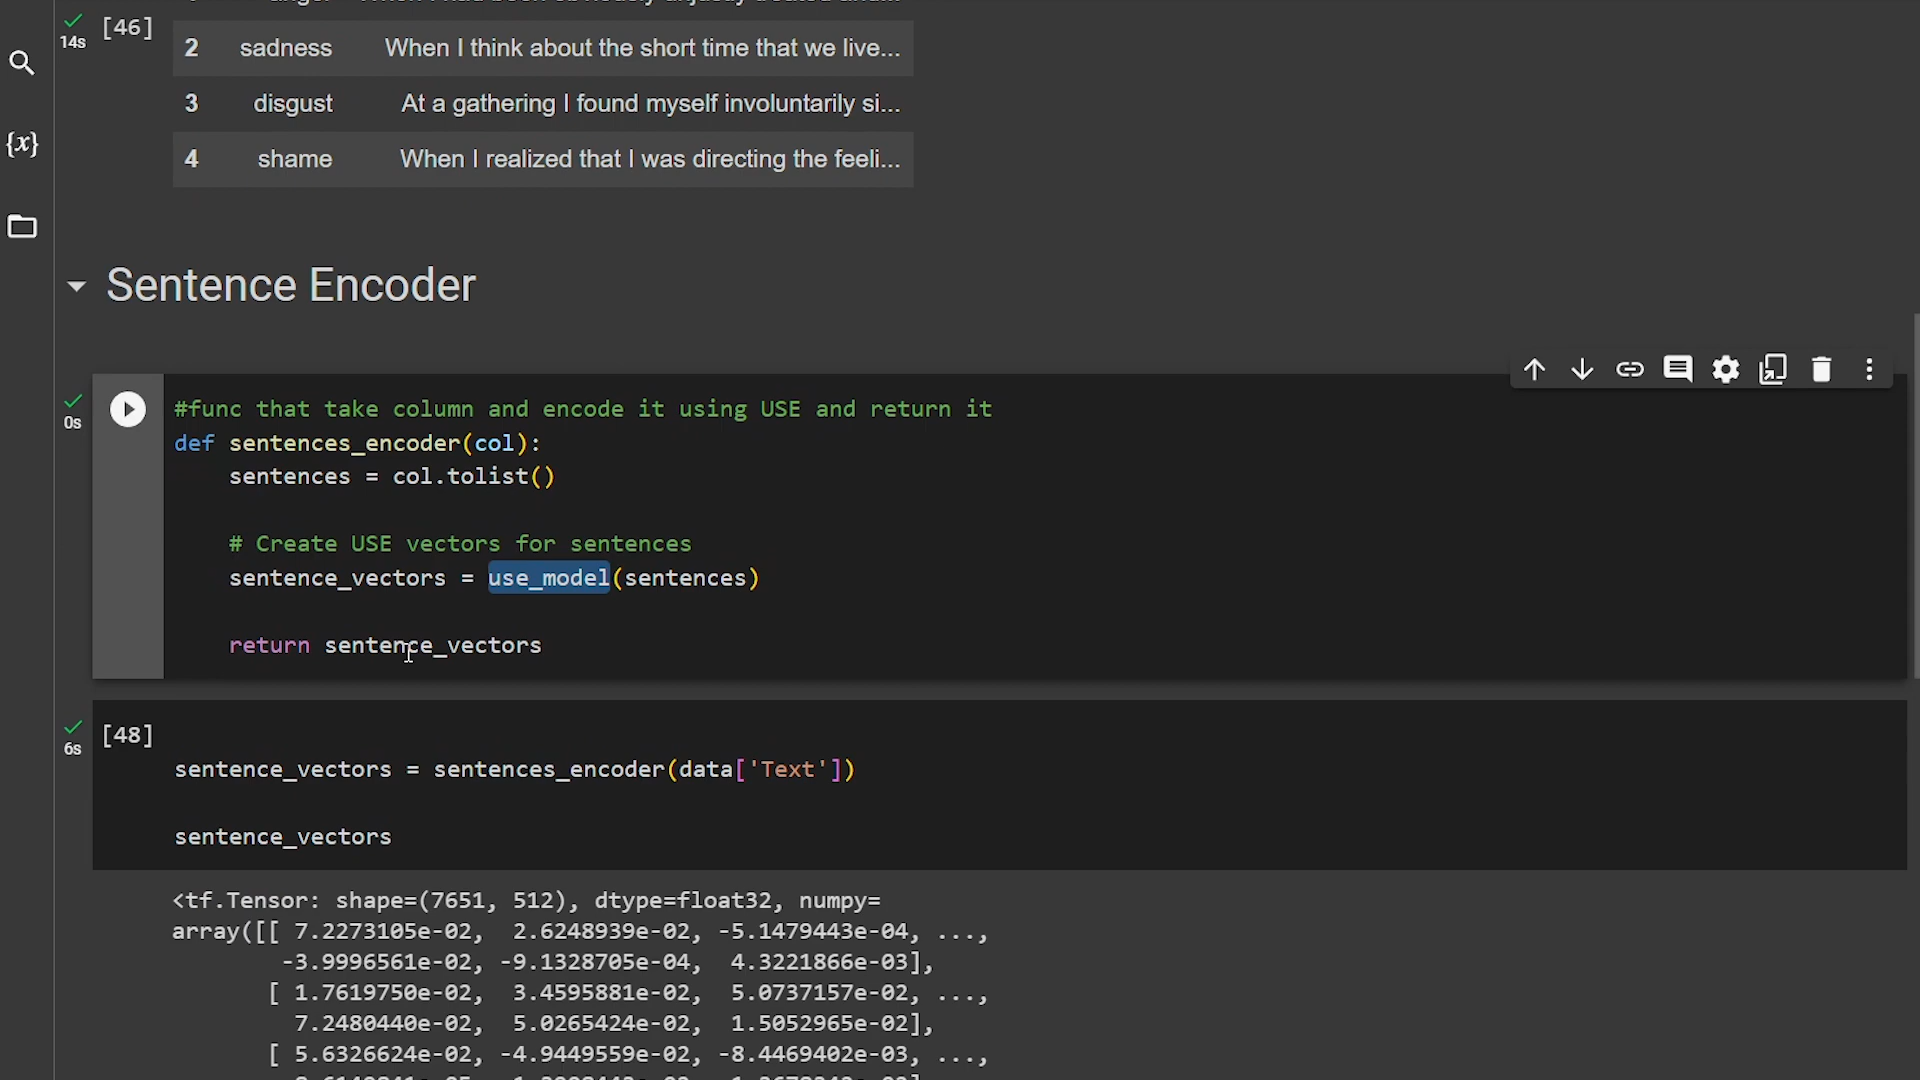 14s [46]
2 sadness When I think about the short time that we live...
3 disgust At a gathering I found myself involuntarily si...
4 shame When I realized that I was directing the feeli...
{x}
Sentence Encoder
0s
#func that take column and encode it using USE and return it
def sentences_encoder(col):
sentences = col.tolist()
# Create USE vectors for sentences
sentence_vectors = use_model(sentences)
return sentence_vectors
6s [48]
sentence_vectors = sentences_encoder(data['Text'])
sentence_vectors
<tf.Tensor: shape=(7651, 512), dtype=float32, numpy=
array([[ 7.2273105e-02, 2.6248939e-02, -5.1479443e-04, ...,
-3.9996561e-02, -9.1328705e-04, 4.3221866e-03],
[ 1.7619750e-02, 3.4595881e-02, 5.0737157e-02, ...,
7.2480440e-02, 5.0265424e-02, 1.5052965e-02],
[ 5.6326624e-02, -4.9449559e-02, -8.4469402e-03, ...,